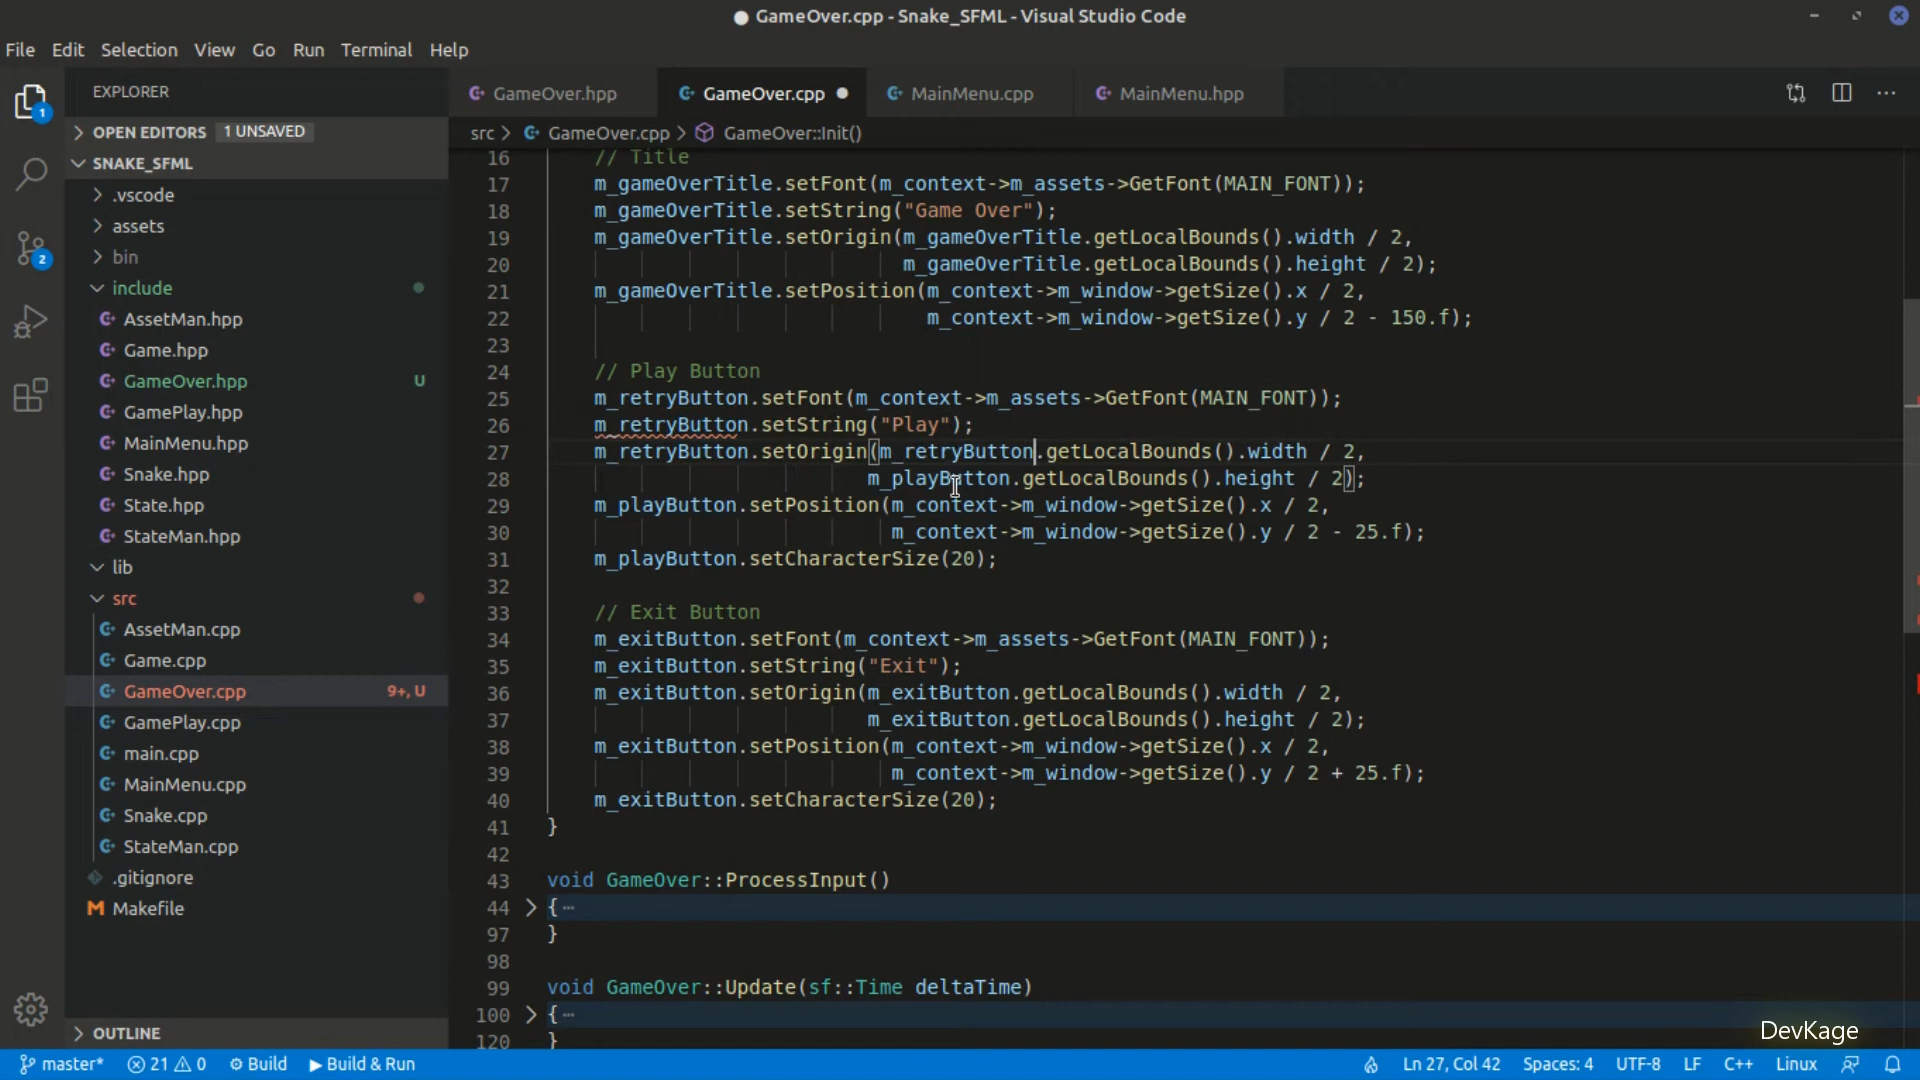 GameOver.cpp - Snake_SFML - Visual Studio Code
File Edit Selection View Go Run Terminal Help
EXPLORER
GameOver.hpp
GameOver.cpp
MainMenu.cpp
MainMenu.hpp
1
OPEN EDITORS 1 UNSAVED
src > GameOver.cpp > GameOver::Init()
SNAKE_SFML
.vscode
assets
bin
include
AssetMan.hpp
Game.hpp
GameOver.hpp U
GamePlay.hpp
MainMenu.hpp
Snake.hpp
State.hpp
StateMan.hpp
lib
src
AssetMan.cpp
Game.cpp
GameOver.cpp 9+, U
GamePlay.cpp
main.cpp
MainMenu.cpp
Snake.cpp
StateMan.cpp
.gitignore
Makefile
OUTLINE
2
16 // Title
17 m_gameOverTitle.setFont(m_context->m_assets->GetFont(MAIN_FONT));
18 m_gameOverTitle.setString("Game Over");
19 m_gameOverTitle.setOrigin(m_gameOverTitle.getLocalBounds().width / 2,
20 m_gameOverTitle.getLocalBounds().height / 2);
21 m_gameOverTitle.setPosition(m_context->m_window->getSize().x / 2,
22 m_context->m_window->getSize().y / 2 - 150.f);
23
24 // Play Button
25 m_retryButton.setFont(m_context->m_assets->GetFont(MAIN_FONT));
26 m_retryButton.setString("Play");
27 m_retryButton.setOrigin(m_retryButton.getLocalBounds().width / 2,
28 m_playButton.getLocalBounds().height / 2);
29 m_playButton.setPosition(m_context->m_window->getSize().x / 2,
30 m_context->m_window->getSize().y / 2 - 25.f);
31 m_playButton.setCharacterSize(20);
32
33 // Exit Button
34 m_exitButton.setFont(m_context->m_assets->GetFont(MAIN_FONT));
35 m_exitButton.setString("Exit");
36 m_exitButton.setOrigin(m_exitButton.getLocalBounds().width / 2,
37 m_exitButton.getLocalBounds().height / 2);
38 m_exitButton.setPosition(m_context->m_window->getSize().x / 2,
39 m_context->m_window->getSize().y / 2 + 25.f);
40 m_exitButton.setCharacterSize(20);
41 }
42
43 void GameOver::ProcessInput()
44 {⋯
97 }
98
99 void GameOver::Update(sf::Time deltaTime)
100 {⋯
120 }
DevKage
master* 21 0 Build Build & Run Ln 27, Col 42 Spaces: 4 UTF-8 LF C++ Linux